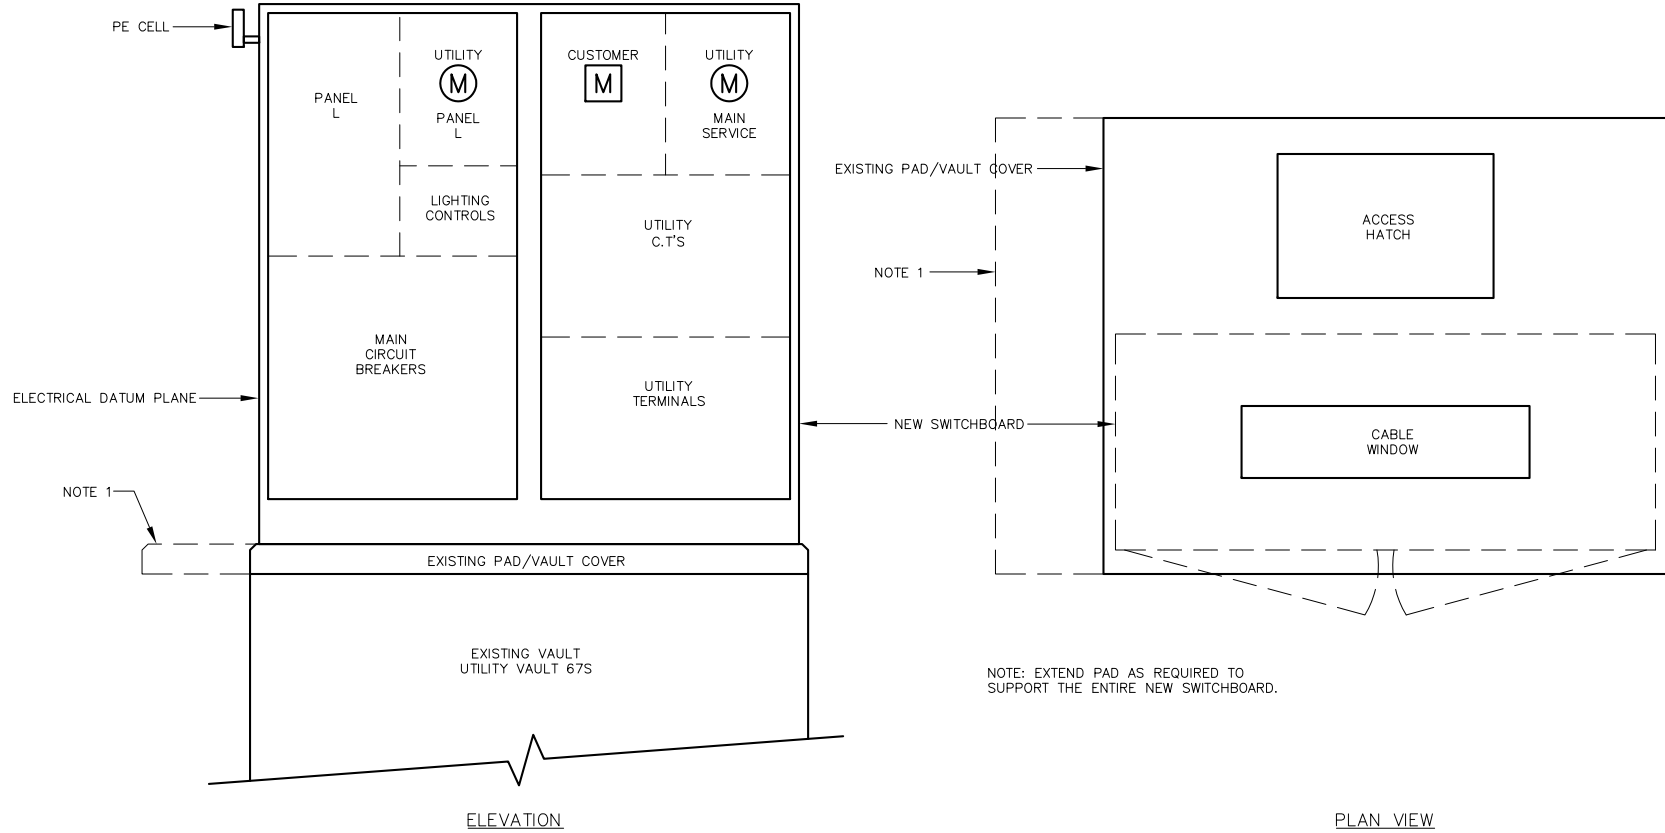 PE CELL
UTILITY
M
PANEL
L
PANEL
L
LIGHTING
CONTROLS
MAIN
CIRCUIT
BREAKERS
CUSTOMER
M
UTILITY
M
MAIN
SERVICE
UTILITY
C.T'S
UTILITY
TERMINALS
ELECTRICAL DATUM PLANE
NOTE 1
EXISTING PAD/VAULT COVER
EXISTING VAULT
UTILITY VAULT 67S
ELEVATION
EXISTING PAD/VAULT COVER
NOTE 1
NEW SWITCHBOARD
ACCESS
HATCH
CABLE
WINDOW
NOTE: EXTEND PAD AS REQUIRED TO
SUPPORT THE ENTIRE NEW SWITCHBOARD.
PLAN VIEW